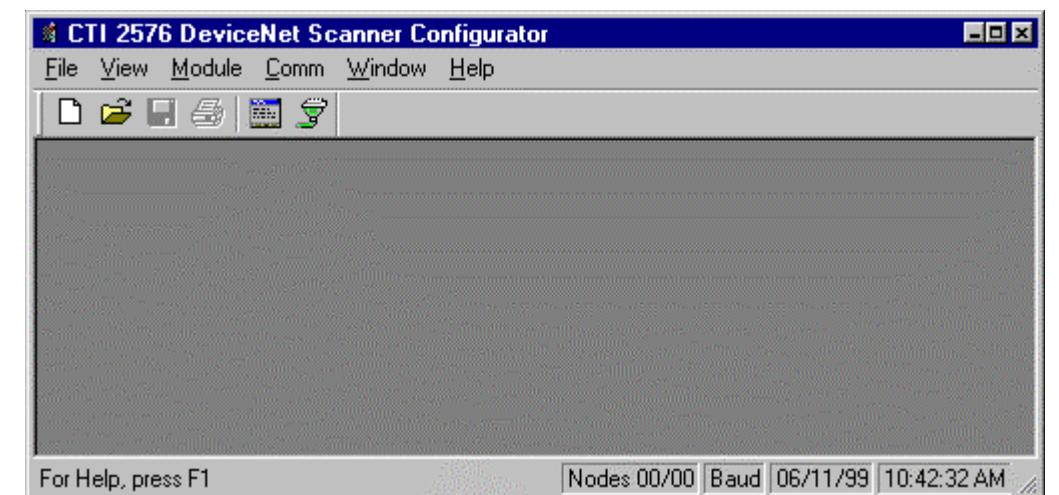 CTI 2576 DeviceNet Scanner Configurator
File View Module Comm Window Help
For Help, press F1 Nodes 00/00 Baud 06/11/99 10:42:32 AM